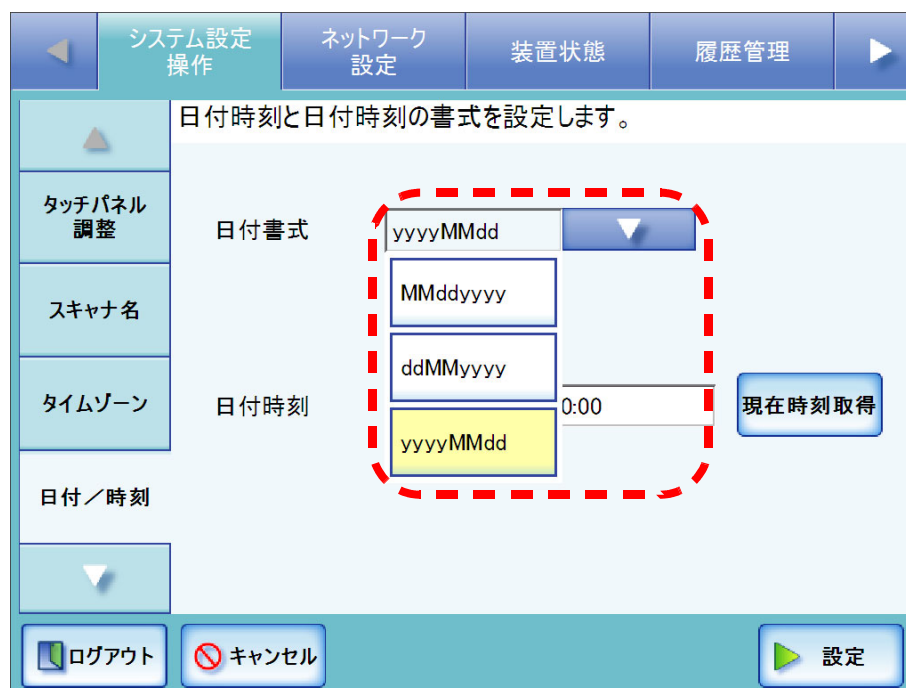 システム設定
操作
ネットワーク
設定
装置状態
履歴管理
日付時刻と日付時刻の書式を設定します。
タッチパネル
調整
スキャナ名
タイムゾーン
日付／時刻
日付書式
yyyyMMdd
MMddyyyy
ddMMyyyy
yyyyMMdd
日付時刻
0:00
現在時刻取得
ログアウト
キャンセル
設定